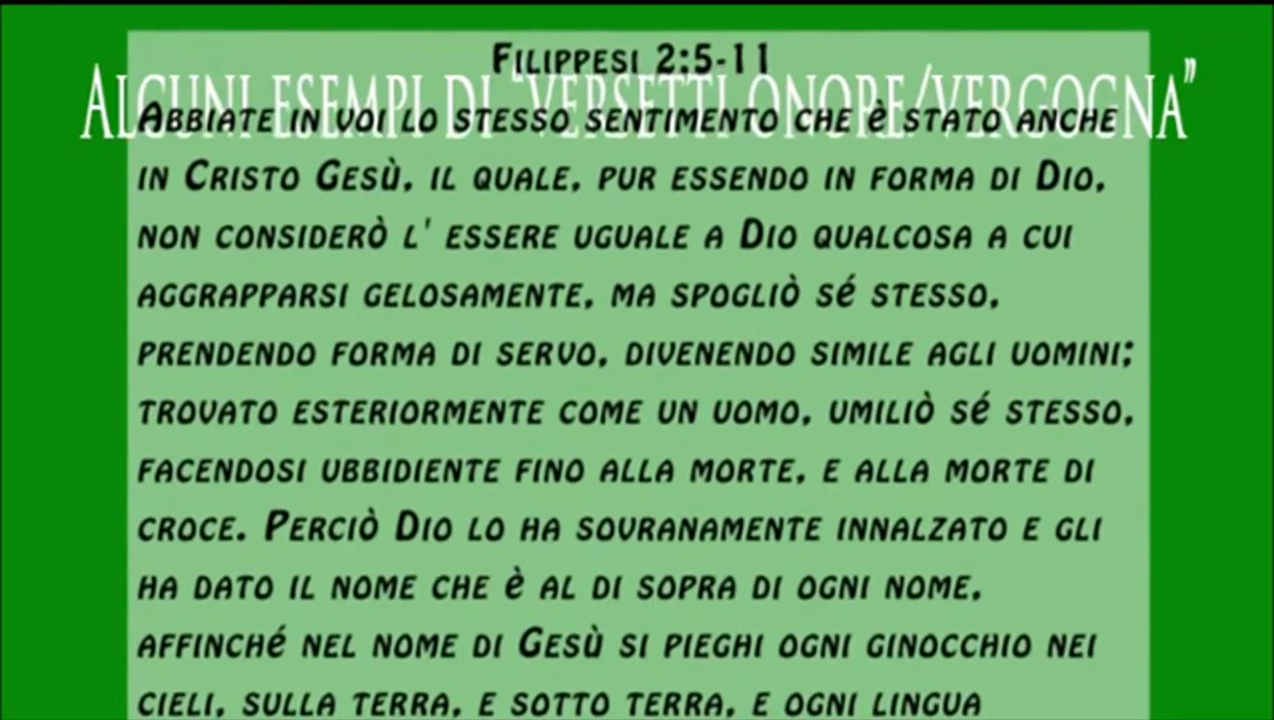 Filippesi 2:5-11
Alcuni esempi di “versetti onore/vergogna”
Abbiate in voi lo stesso sentimento che è stato anche
in Cristo Gesù, il quale, pur essendo in forma di Dio,
non considerò l' essere uguale a Dio qualcosa a cui
aggrapparsi gelosamente, ma spogliò sé stesso,
prendendo forma di servo, divenendo simile agli uomini;
trovato esteriormente come un uomo, umiliò sé stesso,
facendosi ubbidiente fino alla morte, e alla morte di
croce. Perciò Dio lo ha sovranamente innalzato e gli
ha dato il nome che è al di sopra di ogni nome,
affinché nel nome di Gesù si pieghi ogni ginocchio nei
cieli, sulla terra, e sotto terra, e ogni lingua